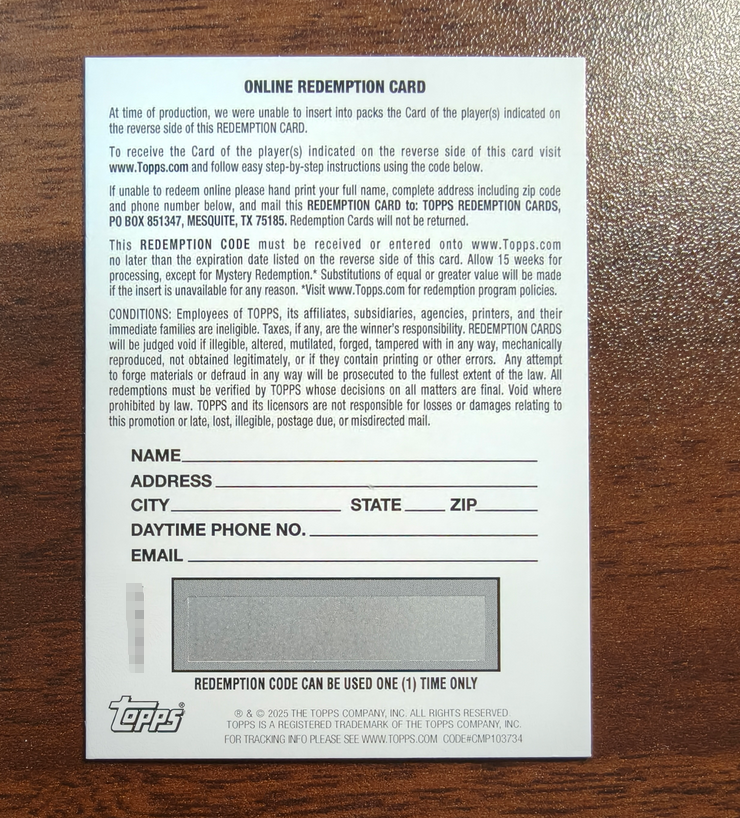 ONLINE REDEMPTION CARD
At time of production, we were unable to insert into packs the Card of the player(s) indicated on
the reverse side of this REDEMPTION CARD.
To receive the Card of the player(s) indicated on the reverse side of this card visit
www.Topps.com and follow easy step-by-step instructions using the code below.
If unable to redeem online please hand print your full name, complete address including zip code
and phone number below, and mail this REDEMPTION CARD to: TOPPS REDEMPTION CARDS,
PO BOX 851347, MESQUITE, TX 75185. Redemption Cards will not be returned.
This REDEMPTION CODE must be received or entered onto www.Topps.com
no later than the expiration date listed on the reverse side of this card. Allow 15 weeks for
processing, except for Mystery Redemption.* Substitutions of equal or greater value will be made
if the insert is unavailable for any reason. *Visit www.Topps.com for redemption program policies.
CONDITIONS: Employees of TOPPS, its affiliates, subsidiaries, agencies, printers, and their
immediate families are ineligible. Taxes, if any, are the winner's responsibility. REDEMPTION CARDS
will be judged void if illegible, altered, mutilated, forged, tampered with in any way, mechanically
reproduced, not obtained legitimately, or if they contain printing or other errors. Any attempt
to forge materials or defraud in any way will be prosecuted to the fullest extent of the law. All
redemptions must be verified by TOPPS whose decisions on all matters are final. Void where
prohibited by law. TOPPS and its licensors are not responsible for losses or damages relating to
this promotion or late, lost, illegible, postage due, or misdirected mail.
NAME
ADDRESS
CITY STATE ZIP
DAYTIME PHONE NO.
EMAIL
REDEMPTION CODE CAN BE USED ONE (1) TIME ONLY
topps®
® & © 2025 THE TOPPS COMPANY, INC. ALL RIGHTS RESERVED.
TOPPS IS A REGISTERED TRADEMARK OF THE TOPPS COMPANY, INC.
FOR TRACKING INFO PLEASE SEE WWW.TOPPS.COM CODE#CMP103734